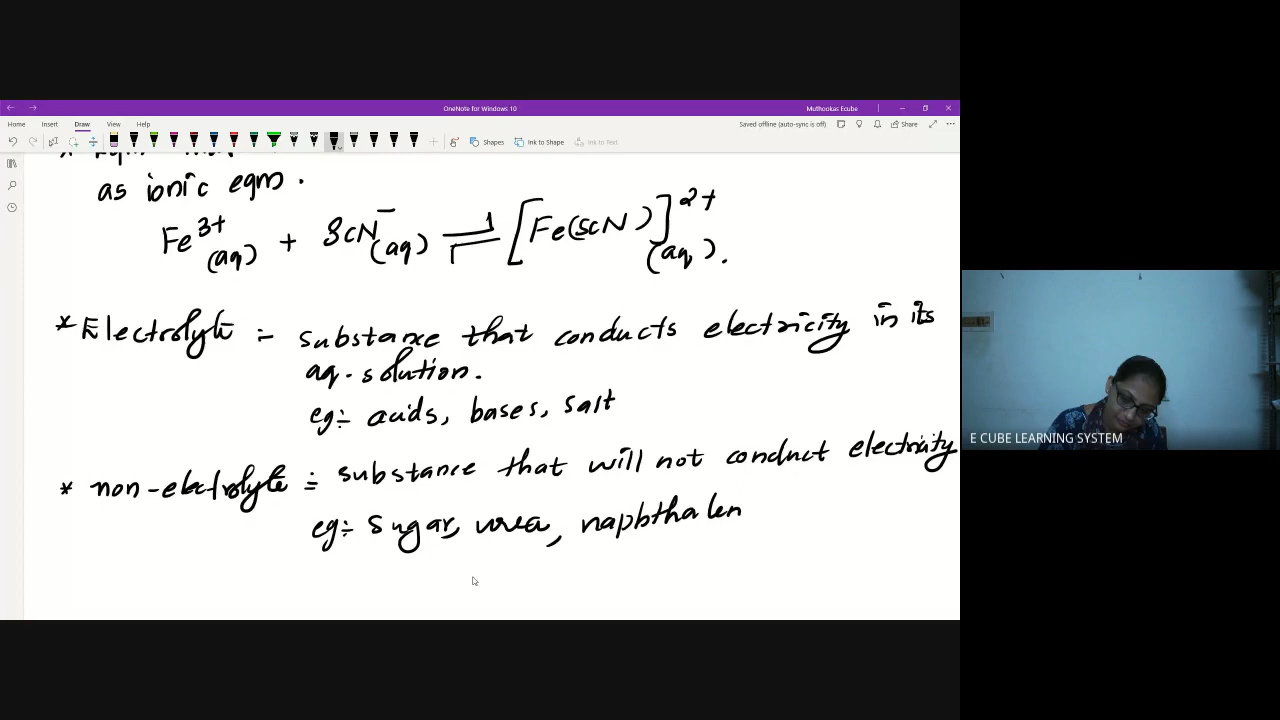 OneNote for Windows 10
Muthookas Ecube
Home Insert Draw View Help
Saved offline (auto-sync is off)
Share
Shapes
Ink to Shape
Ink to Text
as ionic eqm .
Fe3+(aq) + SCN-(aq) ⇌ [Fe(SCN)]2+(aq).
*Electrolyte = substance that conducts electricity in its
aq. solution.
eg:- acids, bases, salt
* non-electrolyte = substance that will not conduct electricity
eg:- sugar, urea, naphthalen
E CUBE LEARNING SYSTEM